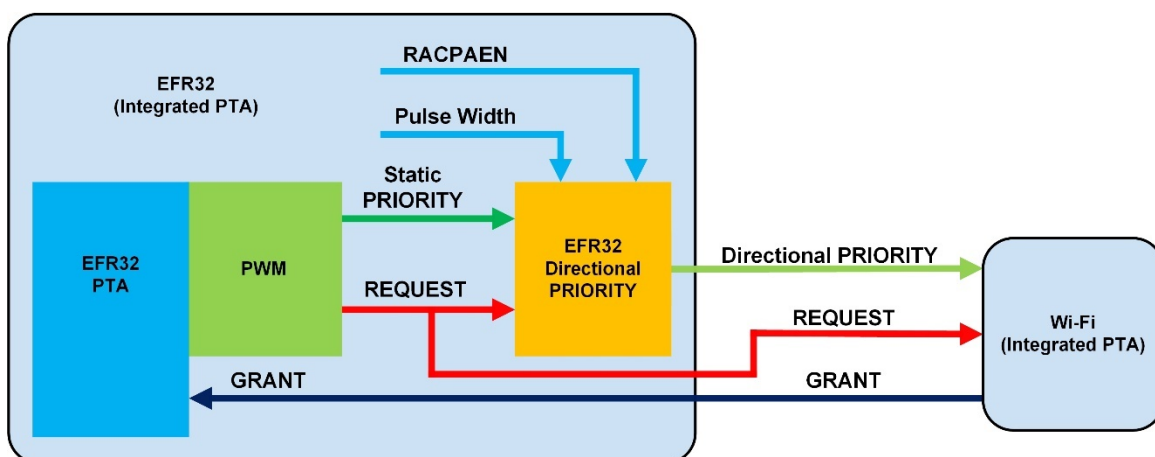 RACPAEN
EFR32
(Integrated PTA)
Pulse Width
Static
PRIORITY
EFR32
PTA
PWM
EFR32
Directional
PRIORITY
Directional PRIORITY
REQUEST
REQUEST
Wi-Fi
(Integrated PTA)
GRANT
GRANT